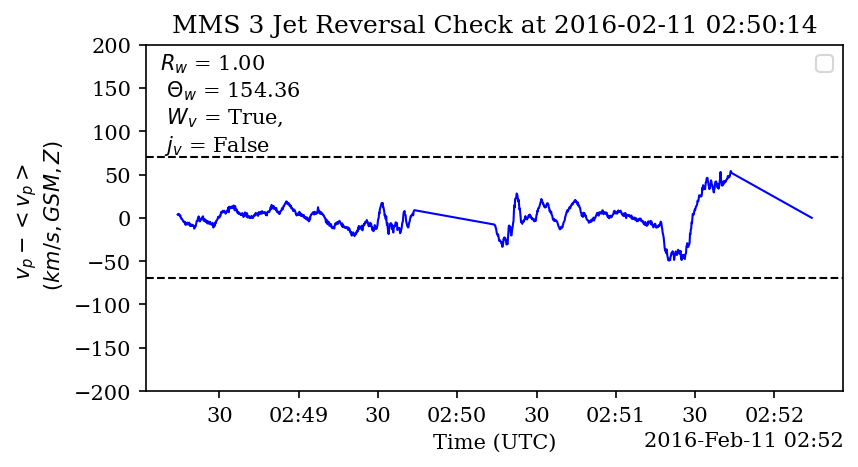 MMS 3 Jet Reversal Check at 2016-02-11 02:50:14
R_w = 1.00
Θ_w = 154.36
W_v = True,
j_v = False
v_p − < v_p >
(km/s, GSM, Z)
200
150
100
50
0
−50
−100
−150
−200
30 02:49 30 02:50 30 02:51 30 02:52
Time (UTC)
2016-Feb-11 02:52